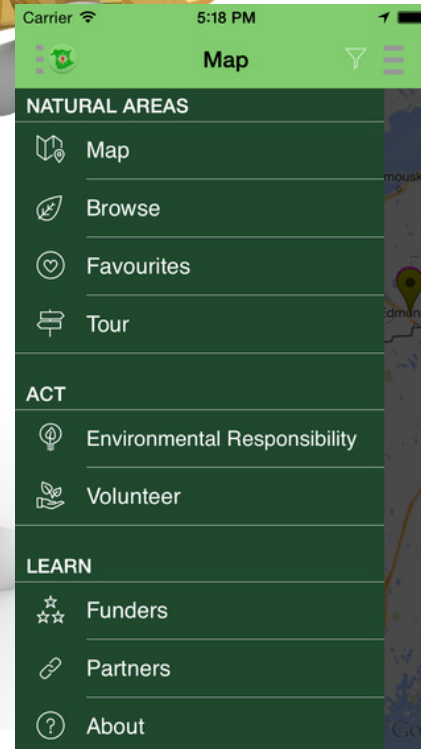 Carrier 5:18 PM
Map
NATURAL AREAS
Map
Browse
Favourites
Tour
ACT
Environmental Responsibility
Volunteer
LEARN
Funders
Partners
About